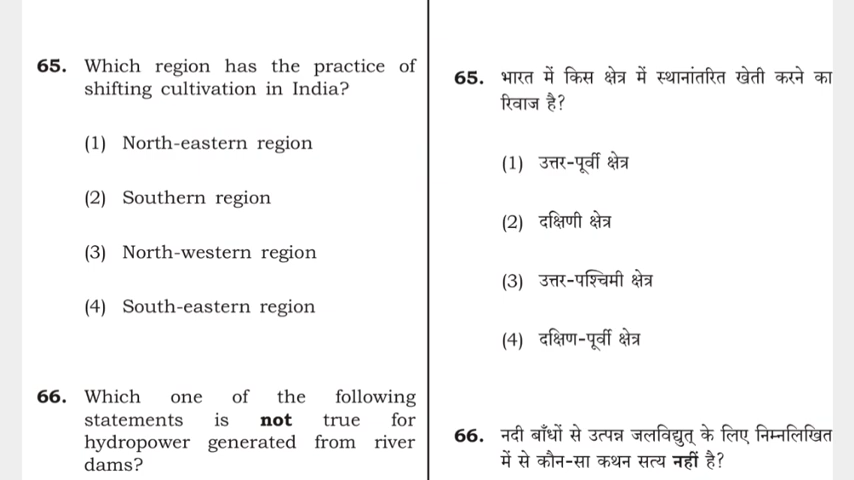 65. Which region has the practice of
shifting cultivation in India?
(1) North-eastern region
(2) Southern region
(3) North-western region
(4) South-eastern region
66. Which one of the following
statements is not true for
hydropower generated from river
dams?
65. भारत में किस क्षेत्र में स्थानांतरित खेती करने का
रिवाज है?
(1) उत्तर-पूर्वी क्षेत्र
(2) दक्षिणी क्षेत्र
(3) उत्तर-पश्चिमी क्षेत्र
(4) दक्षिण-पूर्वी क्षेत्र
66. नदी बाँधों से उत्पन्न जलविद्युत् के लिए निम्नलिखित
में से कौन-सा कथन सत्य नहीं है?